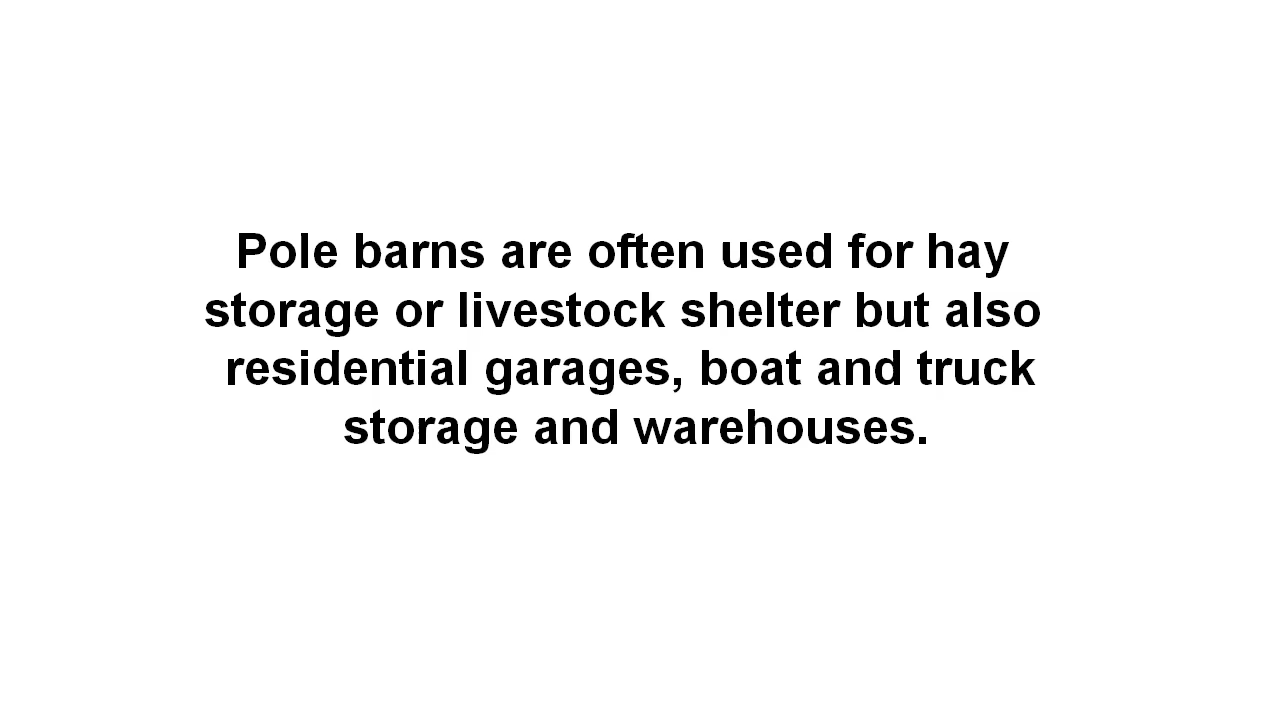 Pole barns are often used for hay
storage or livestock shelter but also
residential garages, boat and truck
storage and warehouses.